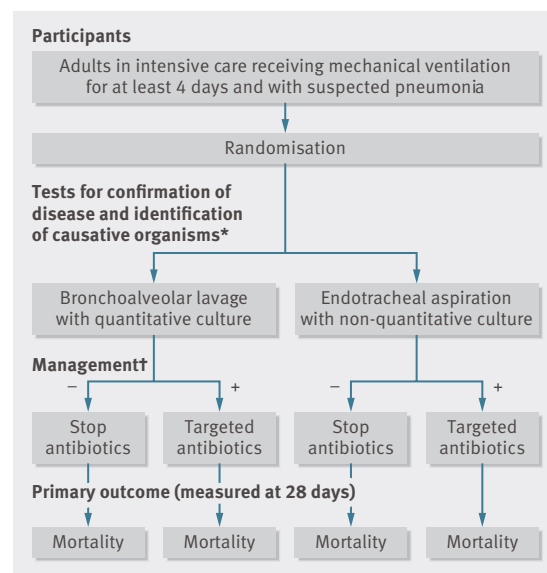 Participants
Adults in intensive care receiving mechanical ventilation
for at least 4 days and with suspected pneumonia
Randomisation
Tests for confirmation of
disease and identification
of causative organisms*
Bronchoalveolar lavage
with quantitative culture
Endotracheal aspiration
with non-quantitative culture
Management†
– + – +
Stop
antibiotics
Targeted
antibiotics
Stop
antibiotics
Targeted
antibiotics
Primary outcome (measured at 28 days)
Mortality
Mortality
Mortality
Mortality